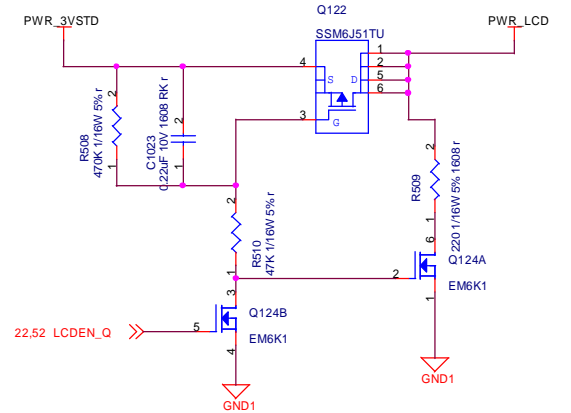 Q122
PWR_3VSTD
SSM6J51TU
PWR_LCD
4
S
D
G
3
1
2
5
6
2
R508
470K 1/16W 5% r
1
2
C1023
0.22uF 10V 1608 RK r
1
2
R509
220 1/16W 5% 1608 r
1
2
R510
47K 1/16W 5% r
1
6
2
Q124A
EM6K1
1
3
Q124B
22,52 LCDEN_Q
5
EM6K1
4
GND1
GND1